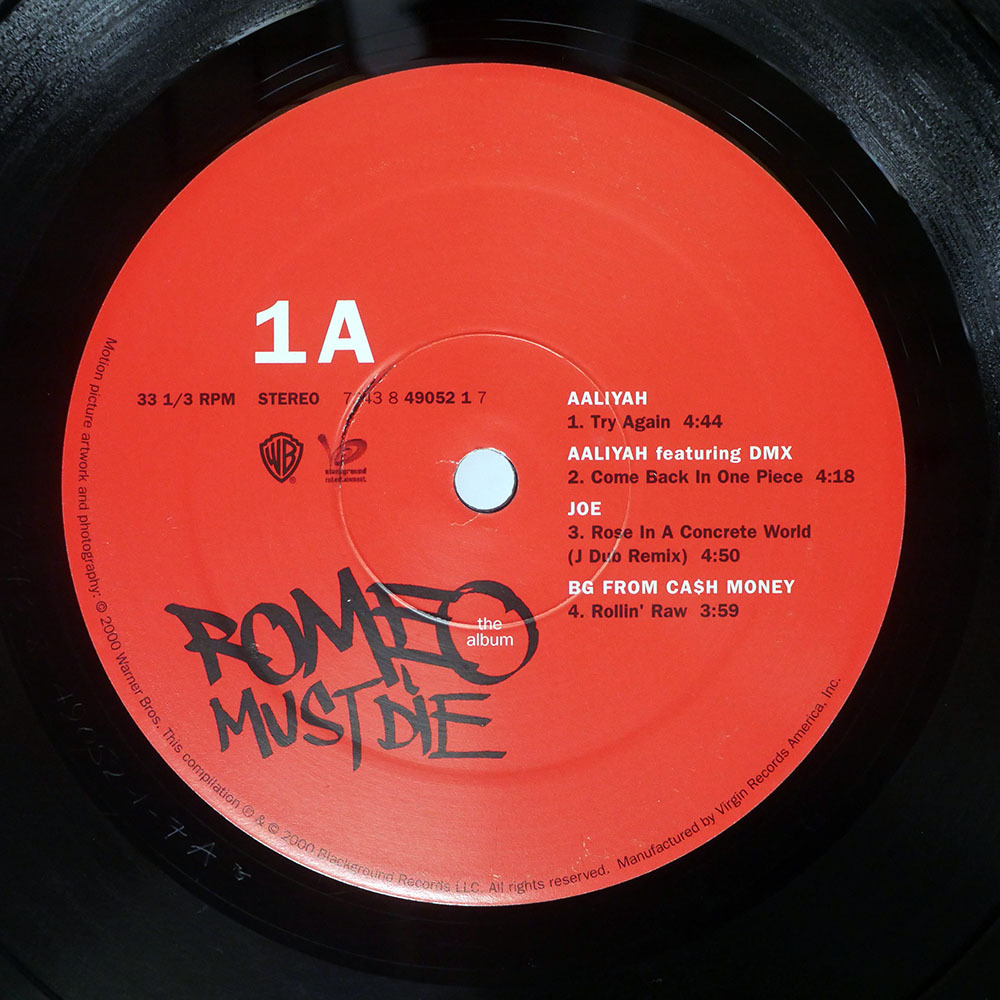 1A
33 1/3 RPM STEREO 7243 8 49052 1 7
WB
blackground
entertainment.
AALIYAH
1. Try Again 4:44
AALIYAH featuring DMX
2. Come Back In One Piece 4:18
JOE
3. Rose In A Concrete World
(J Dub Remix) 4:50
BG FROM CA$H MONEY
4. Rollin' Raw 3:59
ROMEO
the
album
MUST DIE
Motion picture artwork and photography: © 2000 Warner Bros. This compilation ℗ & © 2000 Blackground Records LLC. All rights reserved. Manufactured by Virgin Records America, Inc.